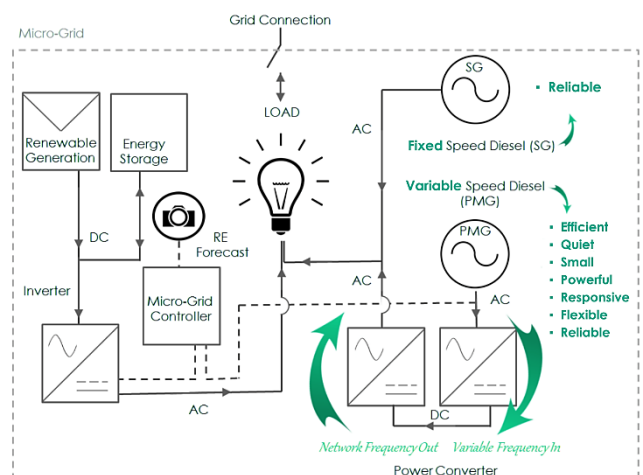 Grid Connection
Micro-Grid
SG
▪ Reliable
LOAD
AC
Renewable
Generation
Energy
Storage
Fixed Speed Diesel (SG)
Variable Speed Diesel
(PMG)
▪ Efficient
▪ Quiet
▪ Small
▪ Powerful
▪ Responsive
▪ Flexible
▪ Reliable
PMG
DC
RE
Forecast
Inverter
Micro-Grid
Controller
AC
AC
AC
DC
Network Frequency Out
Variable Frequency In
Power Converter